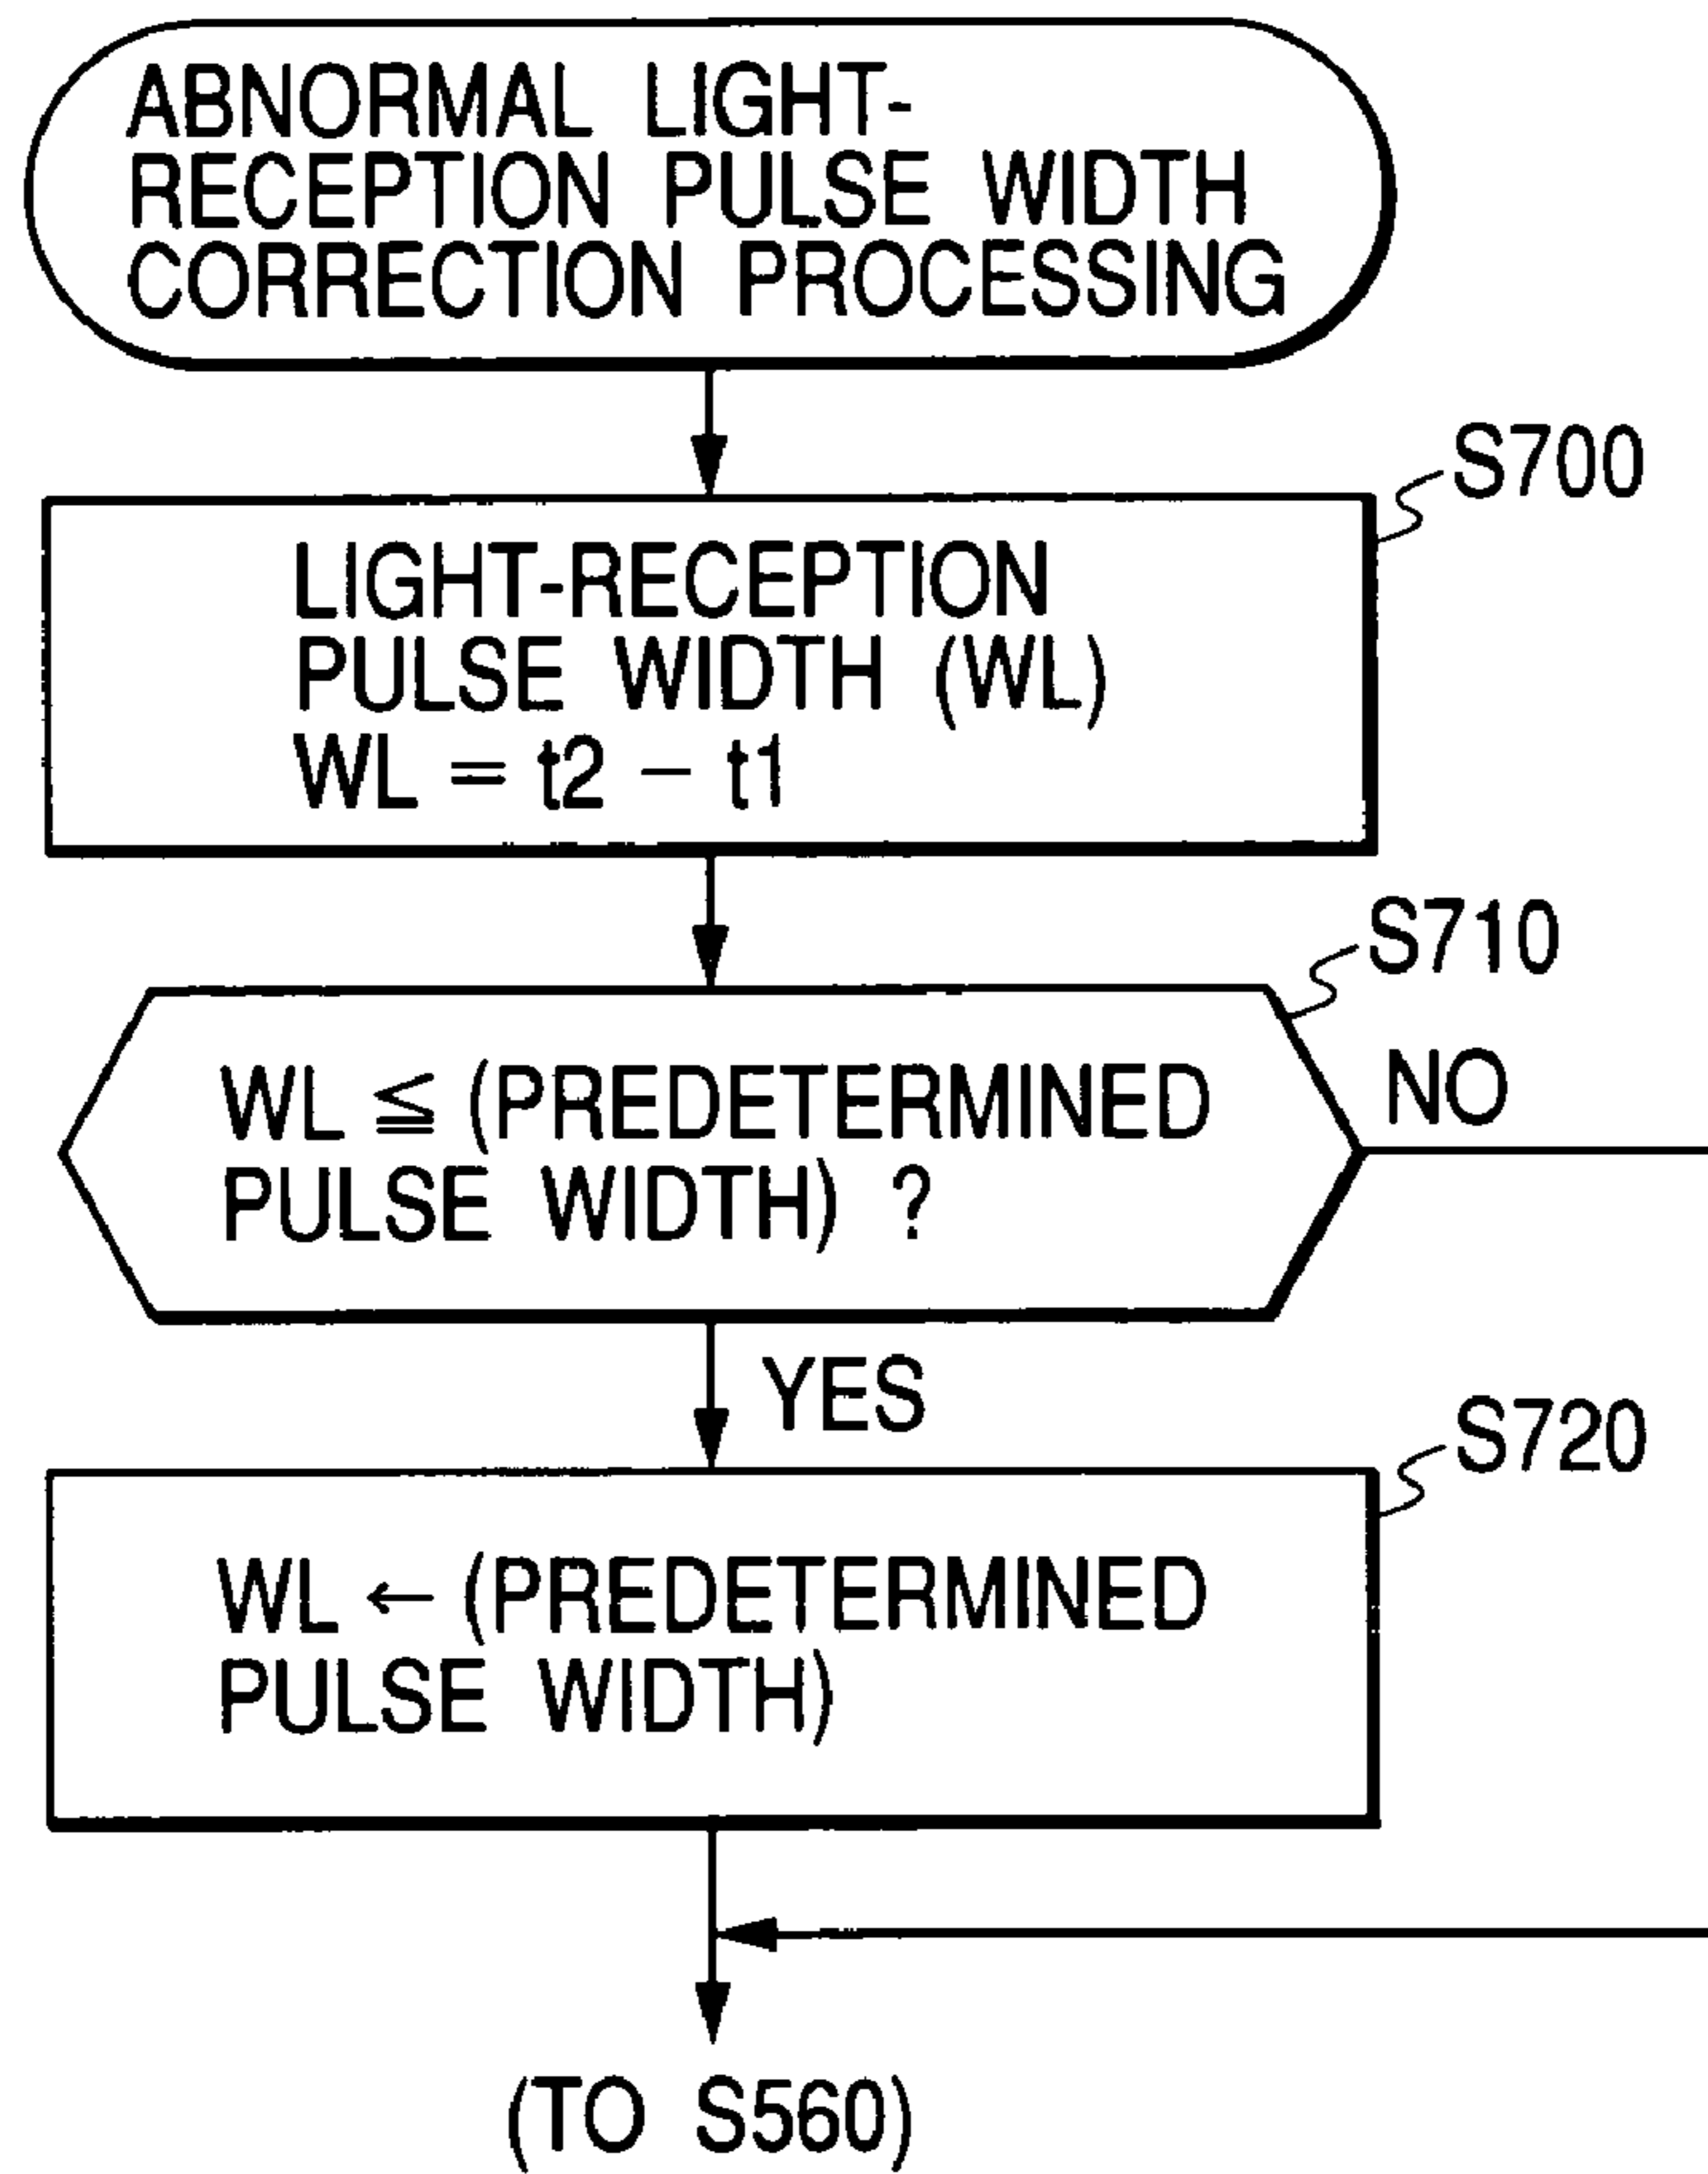 ABNORMAL LIGHT-
RECEPTION PULSE WIDTH
CORRECTION PROCESSING
S700
LIGHT-RECEPTION
PULSE WIDTH (WL)
WL = t2 − t1
S710
WL ≦ (PREDETERMINED
PULSE WIDTH) ?
NO
YES
S720
WL ← (PREDETERMINED
PULSE WIDTH)
(TO S560)